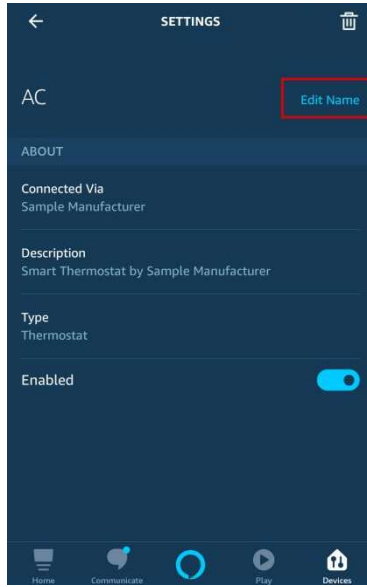 SETTINGS
AC
Edit Name
ABOUT
Connected Via
Sample Manufacturer
Description
Smart Thermostat by Sample Manufacturer
Type
Thermostat
Enabled
Home Communicate Play Devices